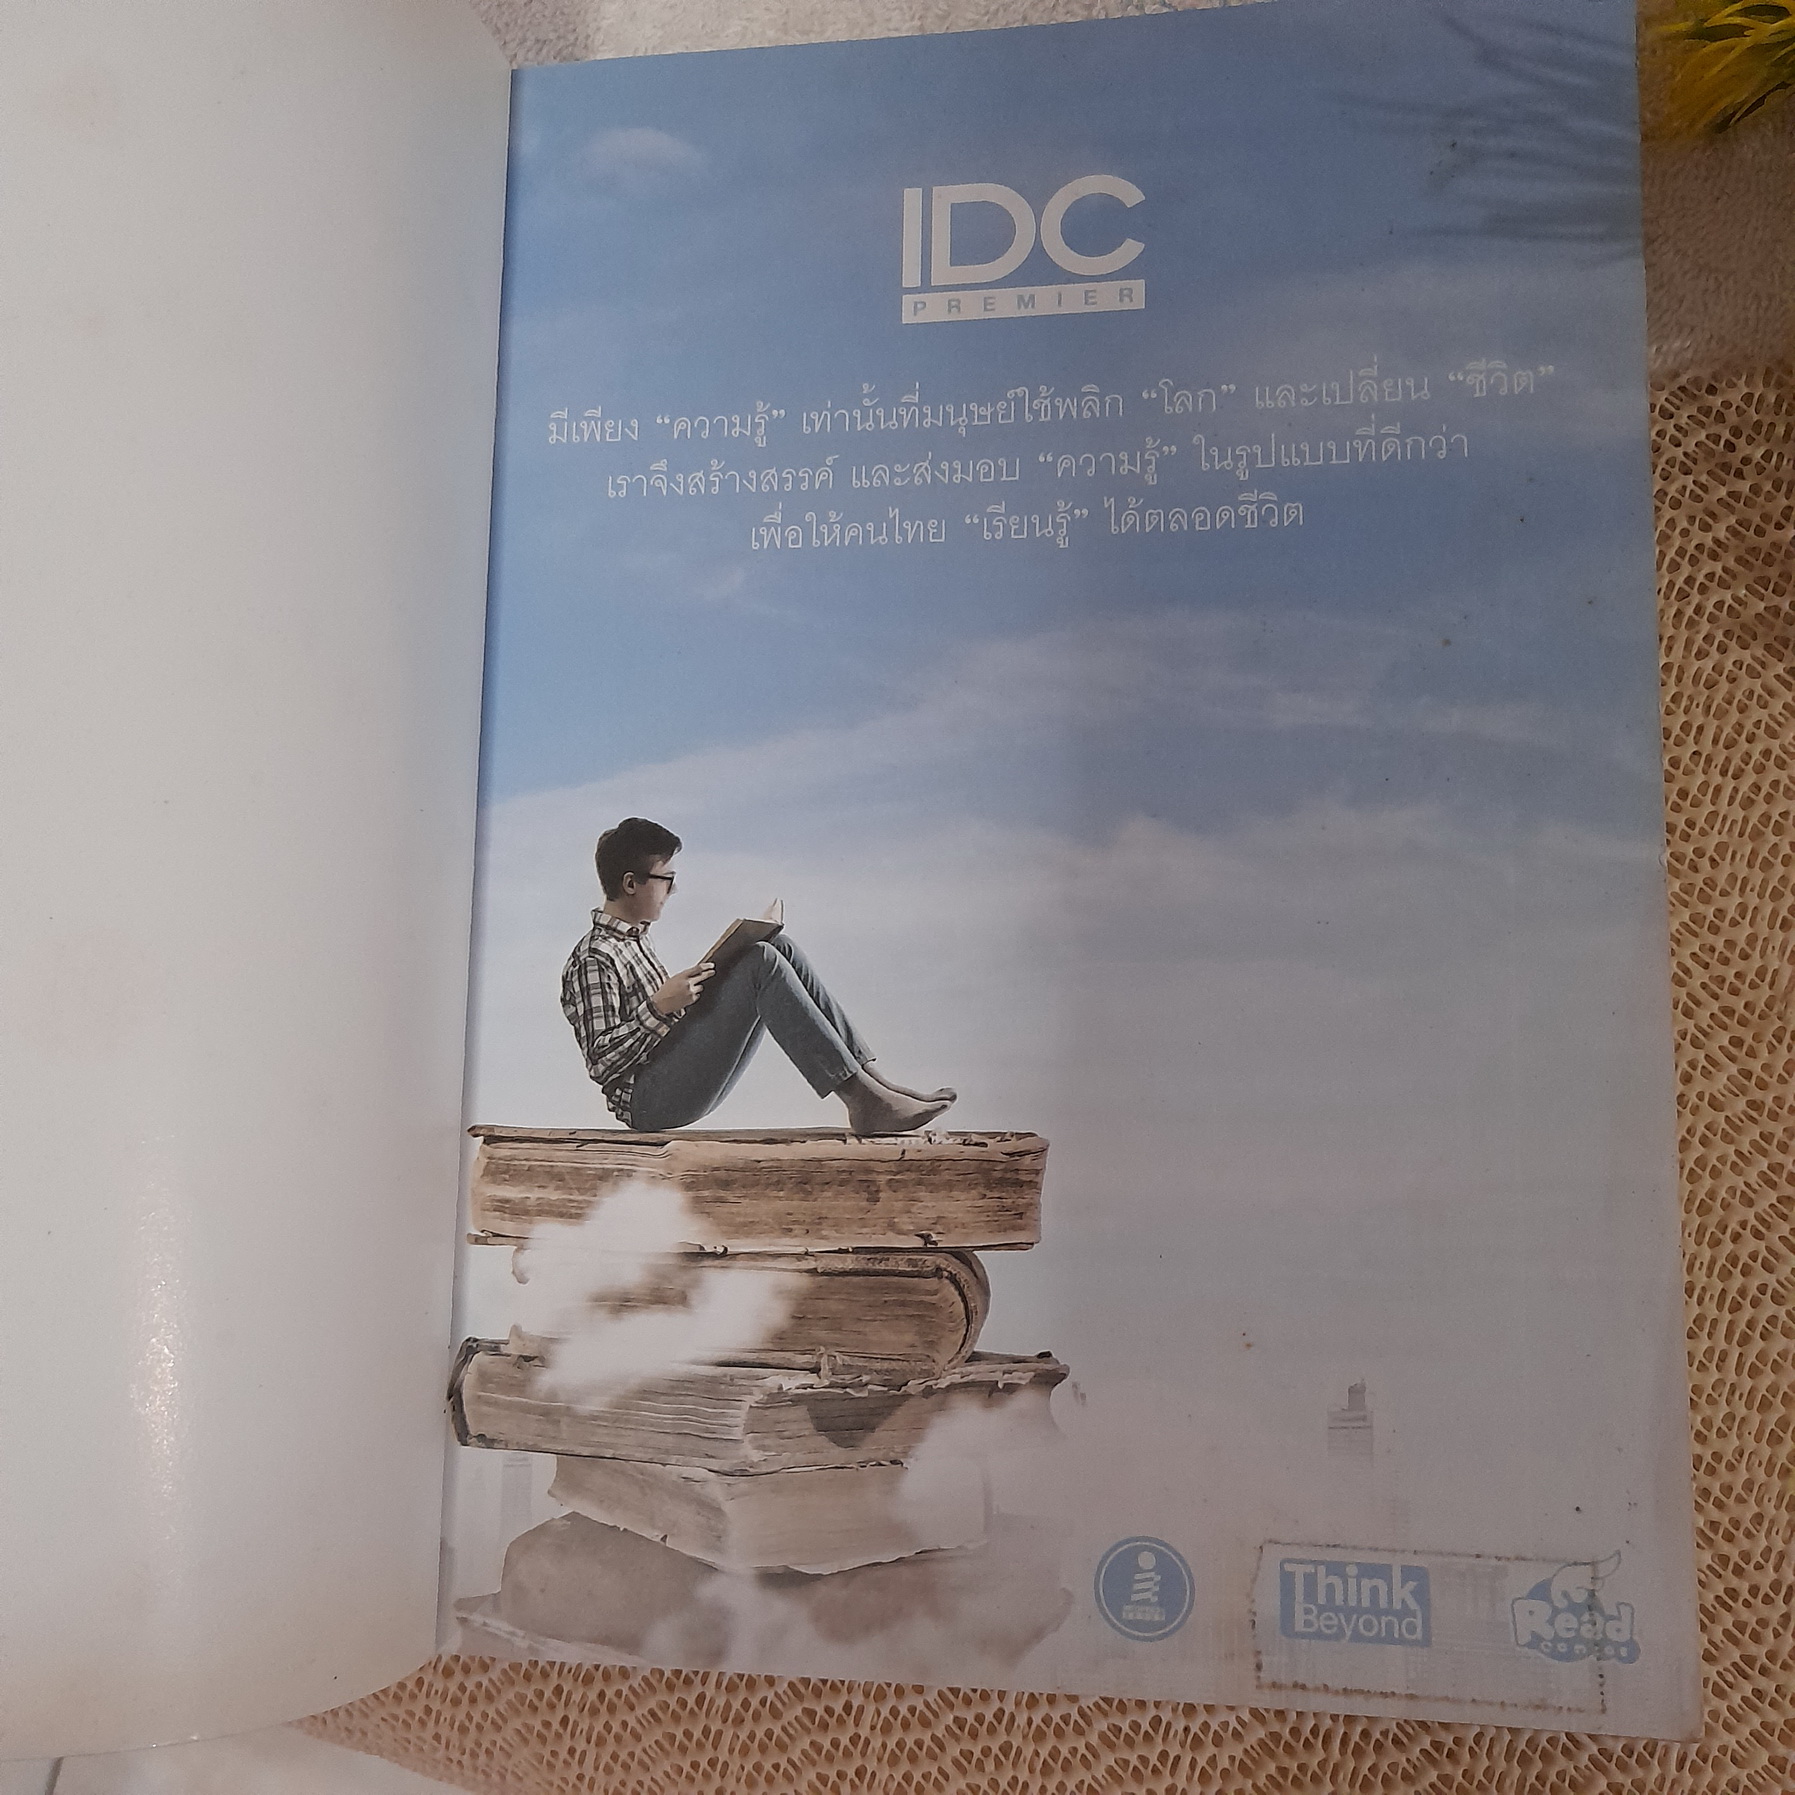 IDC
PREMIER
มีเพียง “ความรู้” เท่านั้นที่มนุษย์ใช้พลิก “โลก” และเปลี่ยน “ชีวิต”
เราจึงสร้างสรรค์ และส่งมอบ “ความรู้” ในรูปแบบที่ดีกว่า
เพื่อให้คนไทย “เรียนรู้” ได้ตลอดชีวิต
Think
Beyond
Read